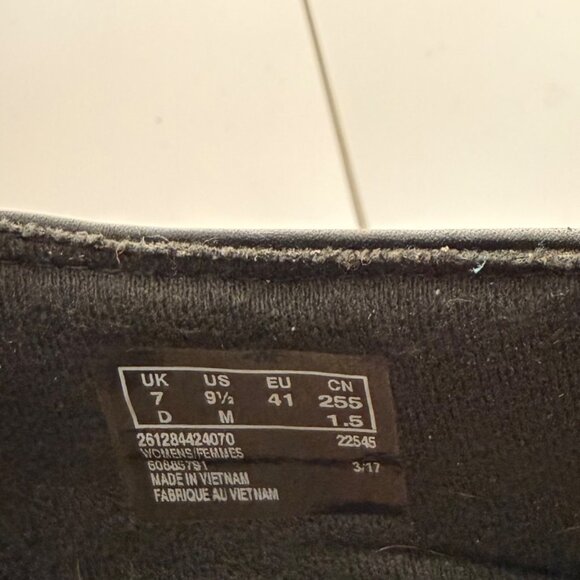 UK US EU CN
7 9½ 41 255
D M 1.5
261284424070 22545
WOMENS/FEMMES
60685791 3/17
MADE IN VIETNAM
FABRIQUE AU VIETNAM